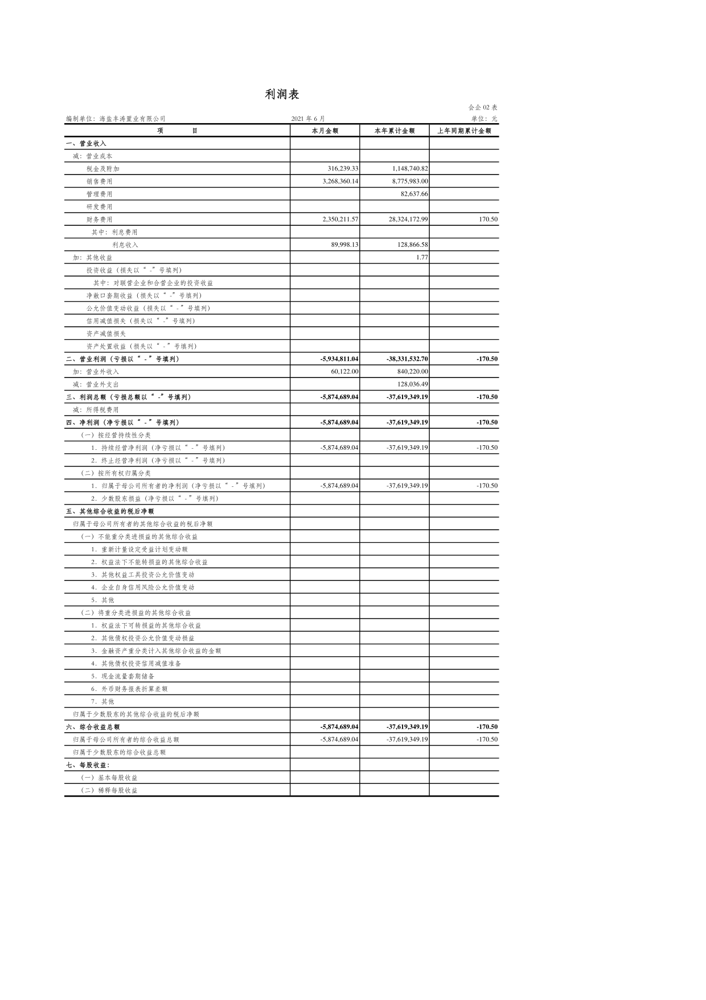 利润表
会企 02 表
编制单位：海盐丰涛置业有限公司 2021 年 6 月 单位：元
项 目 本月金额 本年累计金额 上年同期累计金额
一、营业收入
减：营业成本
税金及附加 316,239.33 1,148,740.82
销售费用 3,268,360.14 8,775,983.00
管理费用 82,637.66
研发费用
财务费用 2,350,211.57 28,324,172.99 170.50
其中：利息费用
利息收入 89,998.13 128,866.58
加：其他收益 1.77
投资收益（损失以“-”号填列）
其中：对联营企业和合营企业的投资收益
净敞口套期收益（损失以“-”号填列）
公允价值变动收益（损失以“-”号填列）
信用减值损失（损失以“-”号填列）
资产减值损失
资产处置收益（损失以“-”号填列）
二、营业利润（亏损以“-”号填列） -5,934,811.04 -38,331,532.70 -170.50
加：营业外收入 60,122.00 840,220.00
减：营业外支出 128,036.49
三、利润总额（亏损总额以“-”号填列） -5,874,689.04 -37,619,349.19 -170.50
减：所得税费用
四、净利润（净亏损以“-”号填列） -5,874,689.04 -37,619,349.19 -170.50
（一）按经营持续性分类
1. 持续经营净利润（净亏损以“-”号填列） -5,874,689.04 -37,619,349.19 -170.50
2. 终止经营净利润（净亏损以“-”号填列）
（二）按所有权归属分类
1. 归属于母公司所有者的净利润（净亏损以“-”号填列） -5,874,689.04 -37,619,349.19 -170.50
2. 少数股东损益（净亏损以“-”号填列）
五、其他综合收益的税后净额
归属于母公司所有者的其他综合收益的税后净额
（一）不能重分类进损益的其他综合收益
1. 重新计量设定受益计划变动额
2. 权益法下不能转损益的其他综合收益
3. 其他权益工具投资公允价值变动
4. 企业自身信用风险公允价值变动
5. 其他
（二）将重分类进损益的其他综合收益
1. 权益法下可转损益的其他综合收益
2. 其他债权投资公允价值变动损益
3. 金融资产重分类计入其他综合收益的金额
4. 其他债权投资信用减值准备
5. 现金流量套期储备
6. 外币财务报表折算差额
7. 其他
归属于少数股东的其他综合收益的税后净额
六、综合收益总额 -5,874,689.04 -37,619,349.19 -170.50
归属于母公司所有者的综合收益总额 -5,874,689.04 -37,619,349.19 -170.50
归属于少数股东的综合收益总额
七、每股收益：
（一）基本每股收益
（二）稀释每股收益